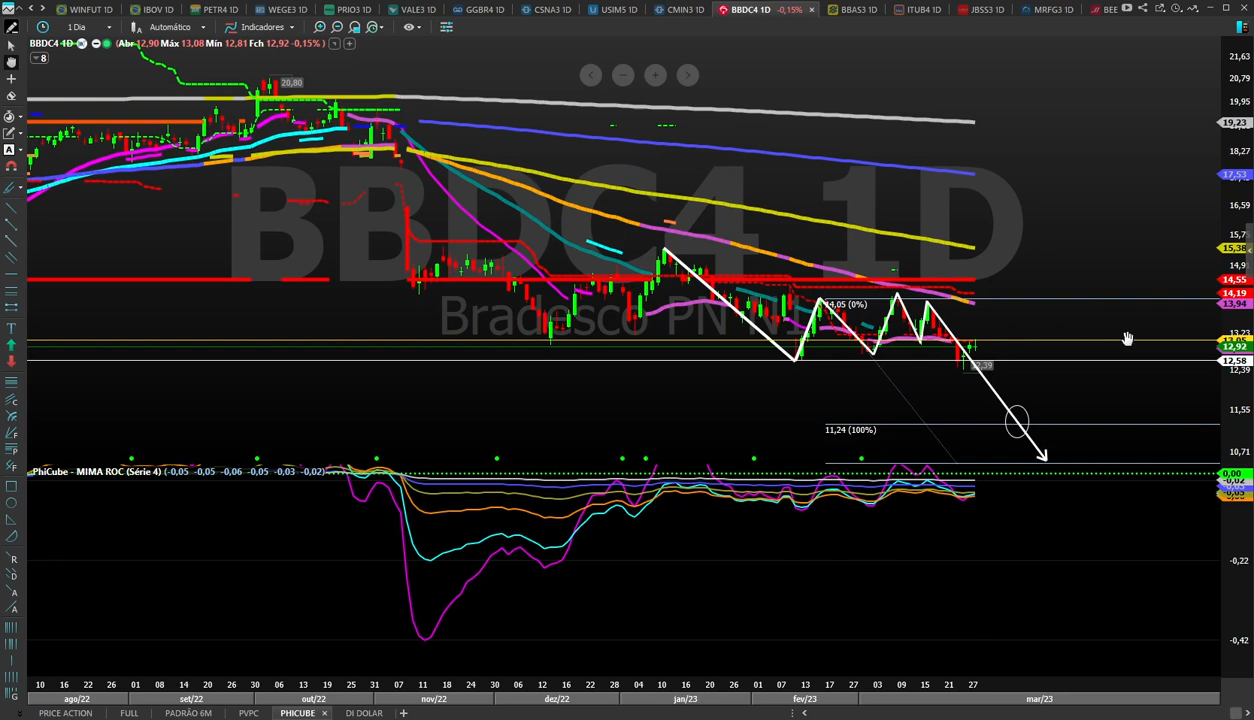 WINFUT 1D IBOV 1D PETR4 1D WEGE3 1D PRIO3 1D VALE3 1D GGBR4 1D CSNA3 1D USIM5 1D CMIN3 1D BBDC4 1D -0,15% × BBAS3 1D ITUB4 1D JBSS3 1D MRFG3 1D BEE
1 Dia Automático Indicadores
BBDC4 1D (Abr 12,90 Máx 13,08 Mín 12,81 Fch 12,92 -0,15%)
8
20,80
BBDC4 1D
Bradesco PN N1
14,05 (0%)
12,39
11,24 (100%)
21,63
20,79
19,95
19,23
18,27
17,53
16,59
15,38
14,55
14,19
13,94
12,92
12,58
12,39
11,55
10,71
PhiCube - MIMA ROC (Série 4) (-0,05, -0,05, -0,06, -0,05, -0,03, -0,02)
0,00
-0,02
-0,22
-0,42
10 16 22 26 01 08 14 20 26 30 06 13 19 25 31 07 11 18 24 30 06 12 16 22 28 04 10 16 20 26 01 07 13 17 27 03 09 15 21 27
ago/22 set/22 out/22 nov/22 dez/22 jan/23 fev/23 mar/23
PRICE ACTION FULL PADRÃO 6M PVPC PHICUBE × DI DOLAR +